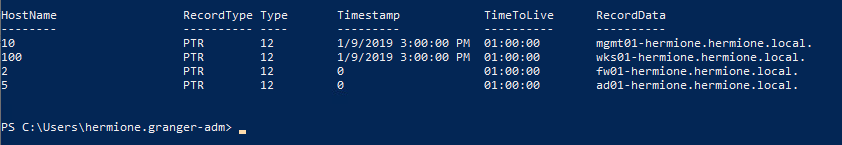 HostName RecordType Type Timestamp TimeToLive RecordData
-------- ---------- ---- --------- ---------- ----------
10 PTR 12 1/9/2019 3:00:00 PM 01:00:00 mgmt01-hermione.hermione.local.
100 PTR 12 1/9/2019 3:00:00 PM 01:00:00 wks01-hermione.hermione.local.
2 PTR 12 0 01:00:00 fw01-hermione.hermione.local.
5 PTR 12 0 01:00:00 ad01-hermione.hermione.local.
PS C:\Users\hermione.granger-adm>